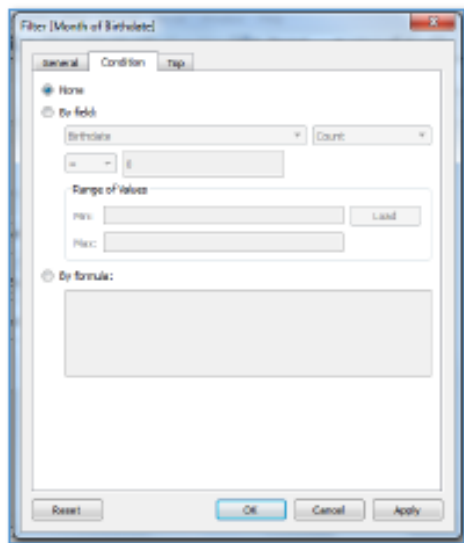 Filter [Month of Birthdate]
General Condition Top
None
By field:
Birthdate Count
=
Range of Values
Min: Load
Max:
By formula:
Reset OK Cancel Apply